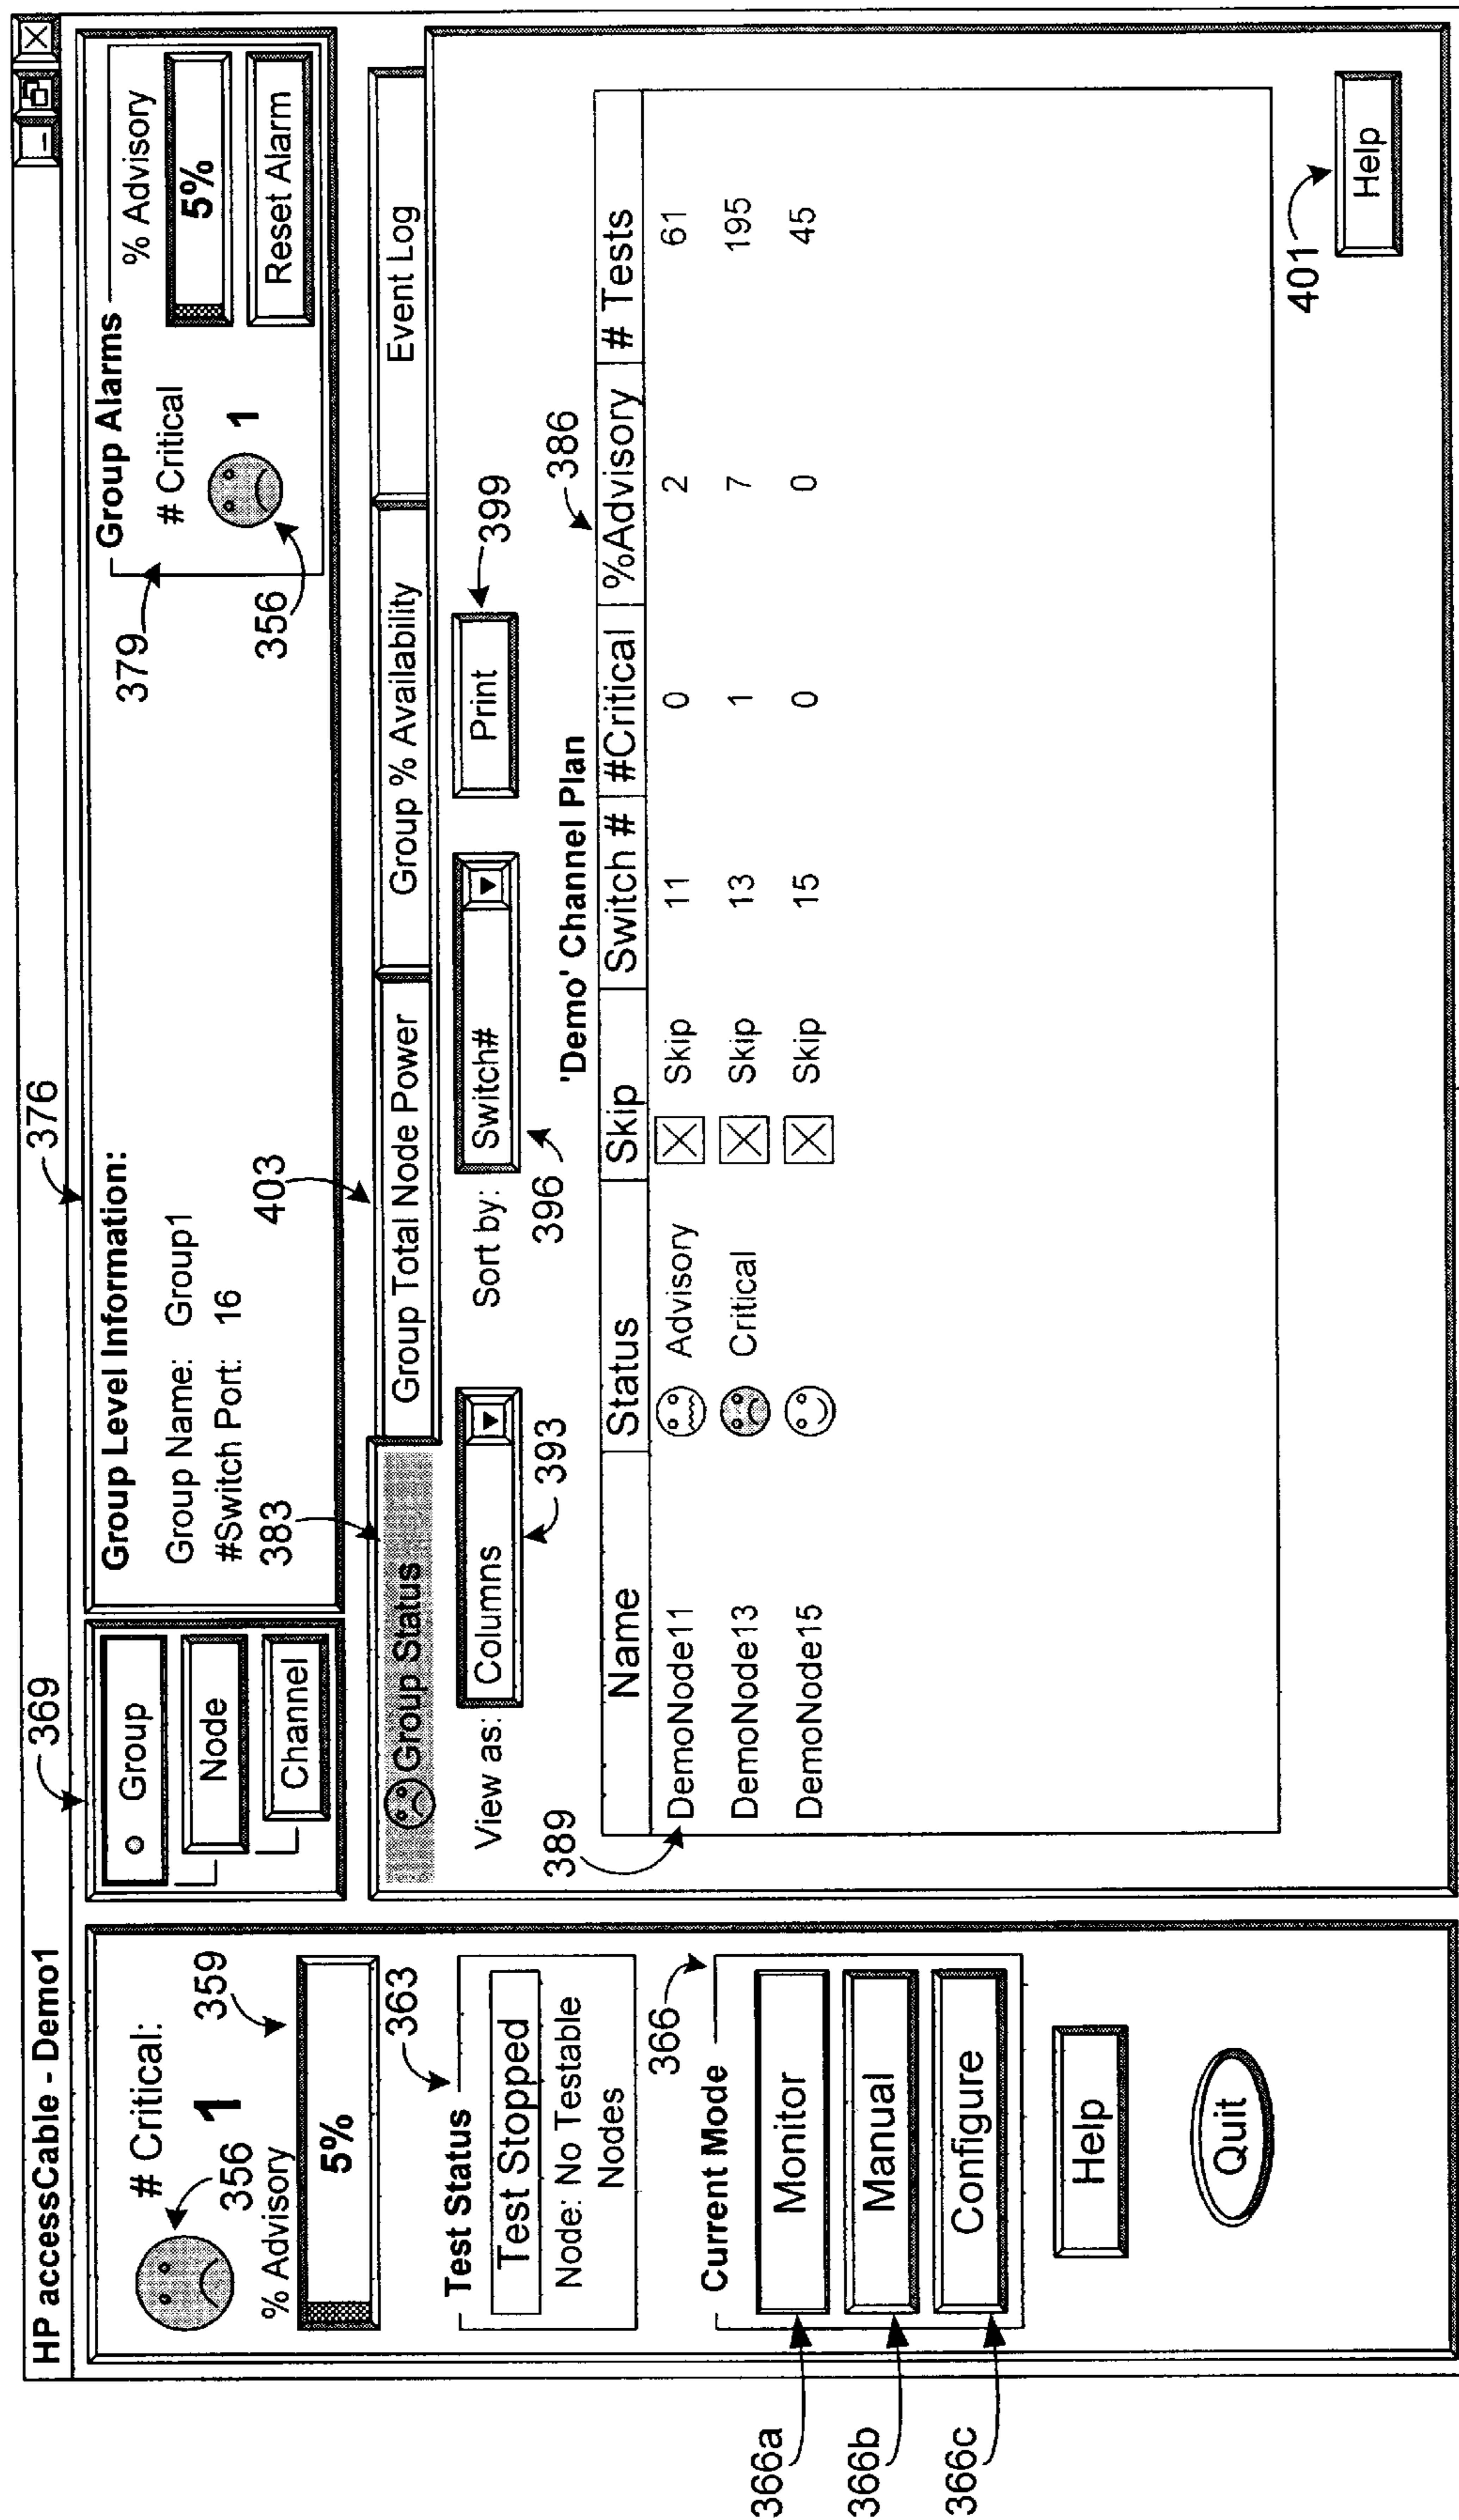 HP accessCable - Demo1
# Critical:
1
356
% Advisory
359
5%
363
Test Status
Test Stopped
Node: No Testable
Nodes
366
Current Mode
366a
Monitor
366b
Manual
366c
Configure
Help
Quit
369
Group
Node
Channel
376
Group Level Information:
Group Name: Group1
#Switch Port: 16
379
Group Alarms
# Critical
% Advisory
356
1
5%
Reset Alarm
383
403
Group Status
Group Total Node Power
Group % Availability
Event Log
View as: Columns
Sort by: Switch#
Print
393
396
399
'Demo' Channel Plan
386
389
Name Status Skip Switch # #Critical %Advisory # Tests
DemoNode11 Advisory Skip 11 0 2 61
DemoNode13 Critical Skip 13 1 7 195
DemoNode15 Skip 15 0 0 45
401
Help